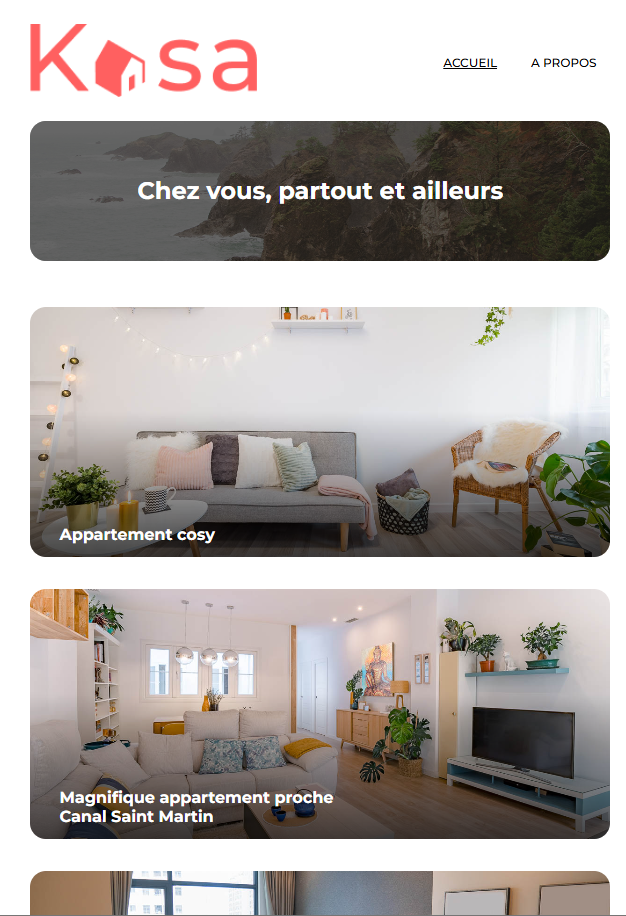 Kasa
ACCUEIL
A PROPOS
Chez vous, partout et ailleurs
Appartement cosy
Magnifique appartement proche
Canal Saint Martin